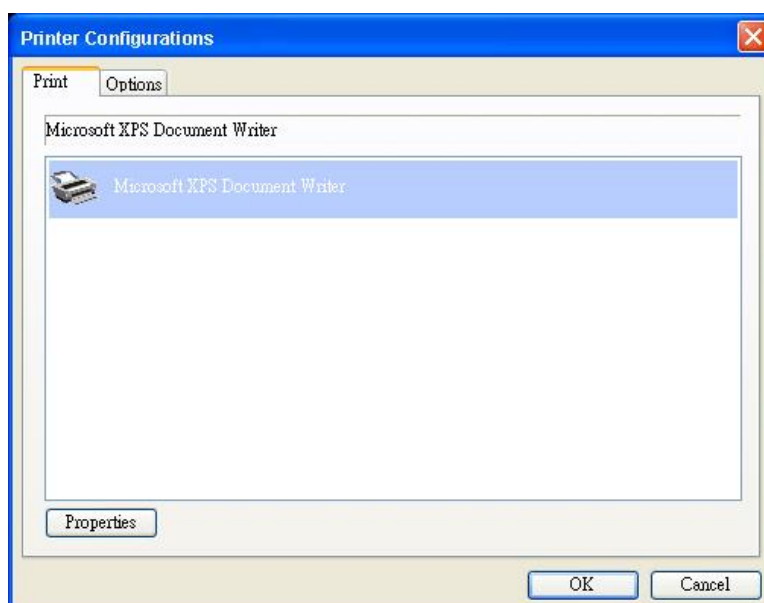 Printer Configurations
Print Options
Microsoft XPS Document Writer
Microsoft XPS Document Writer
Properties
OK Cancel